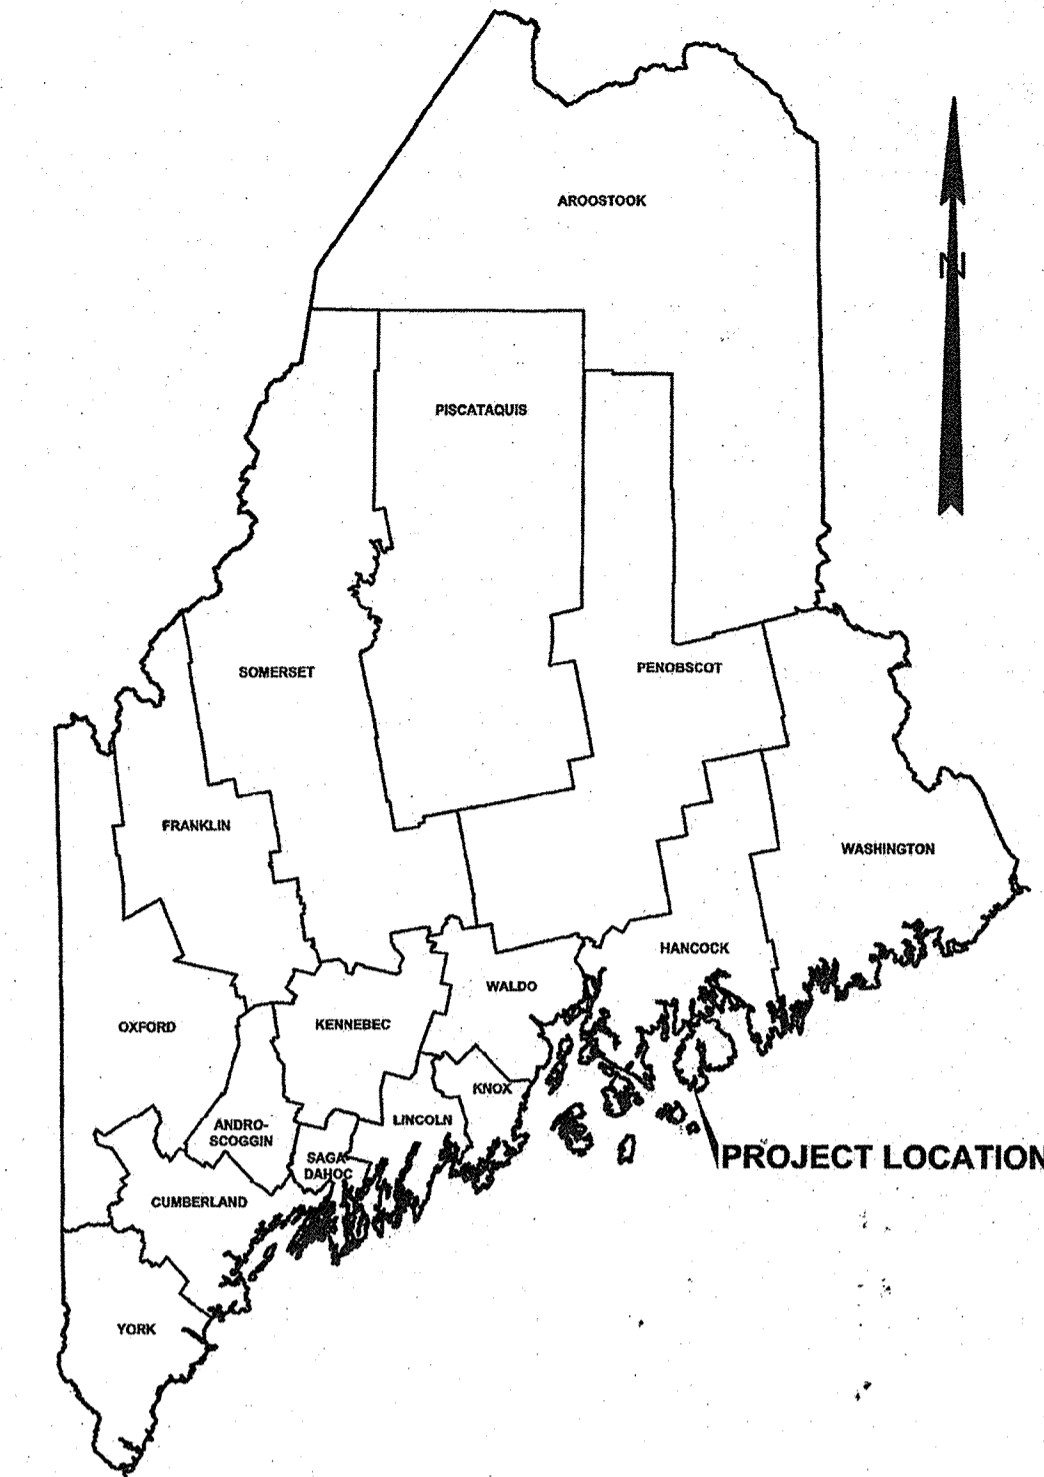 AROOSTOOK
N
PISCATAQUIS
SOMERSET
PENOBSCOT
FRANKLIN
WASHINGTON
HANCOCK
WALDO
OXFORD
KENNEBEC
KNOX
LINCOLN
ANDRO-
SCOGGIN
SAGA
DAHOC
PROJECT LOCATION
CUMBERLAND
YORK